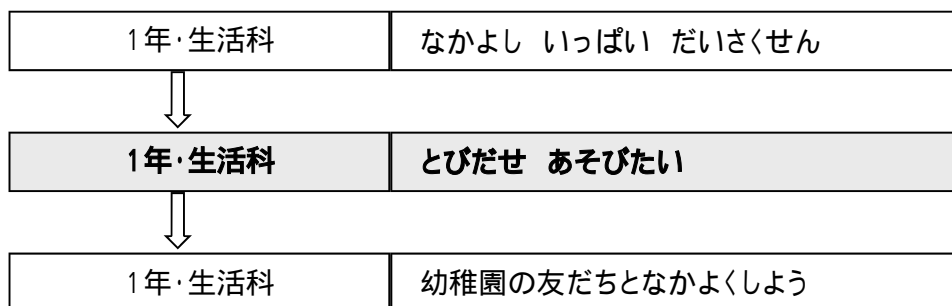 1年・生活科 なかよし いっぱい だいさくせん
1年・生活科 とびだせ あそびたい
1年・生活科 幼稚園の友だちとなかよくしよう